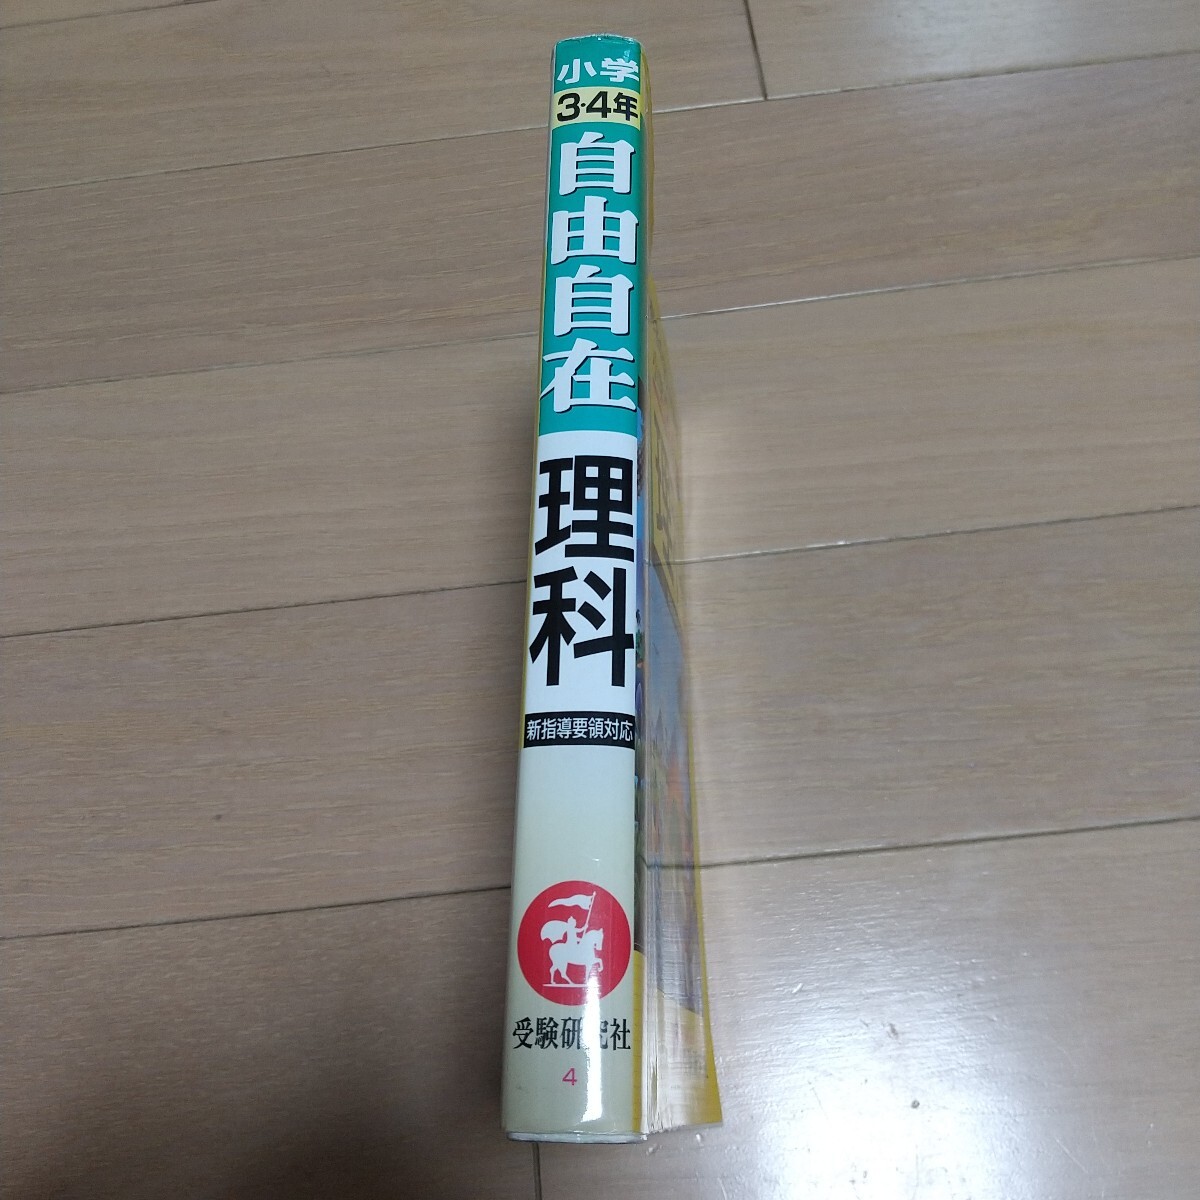 小学
3·4年
自由自在
理科
新指導要領対応
受験研究社
4